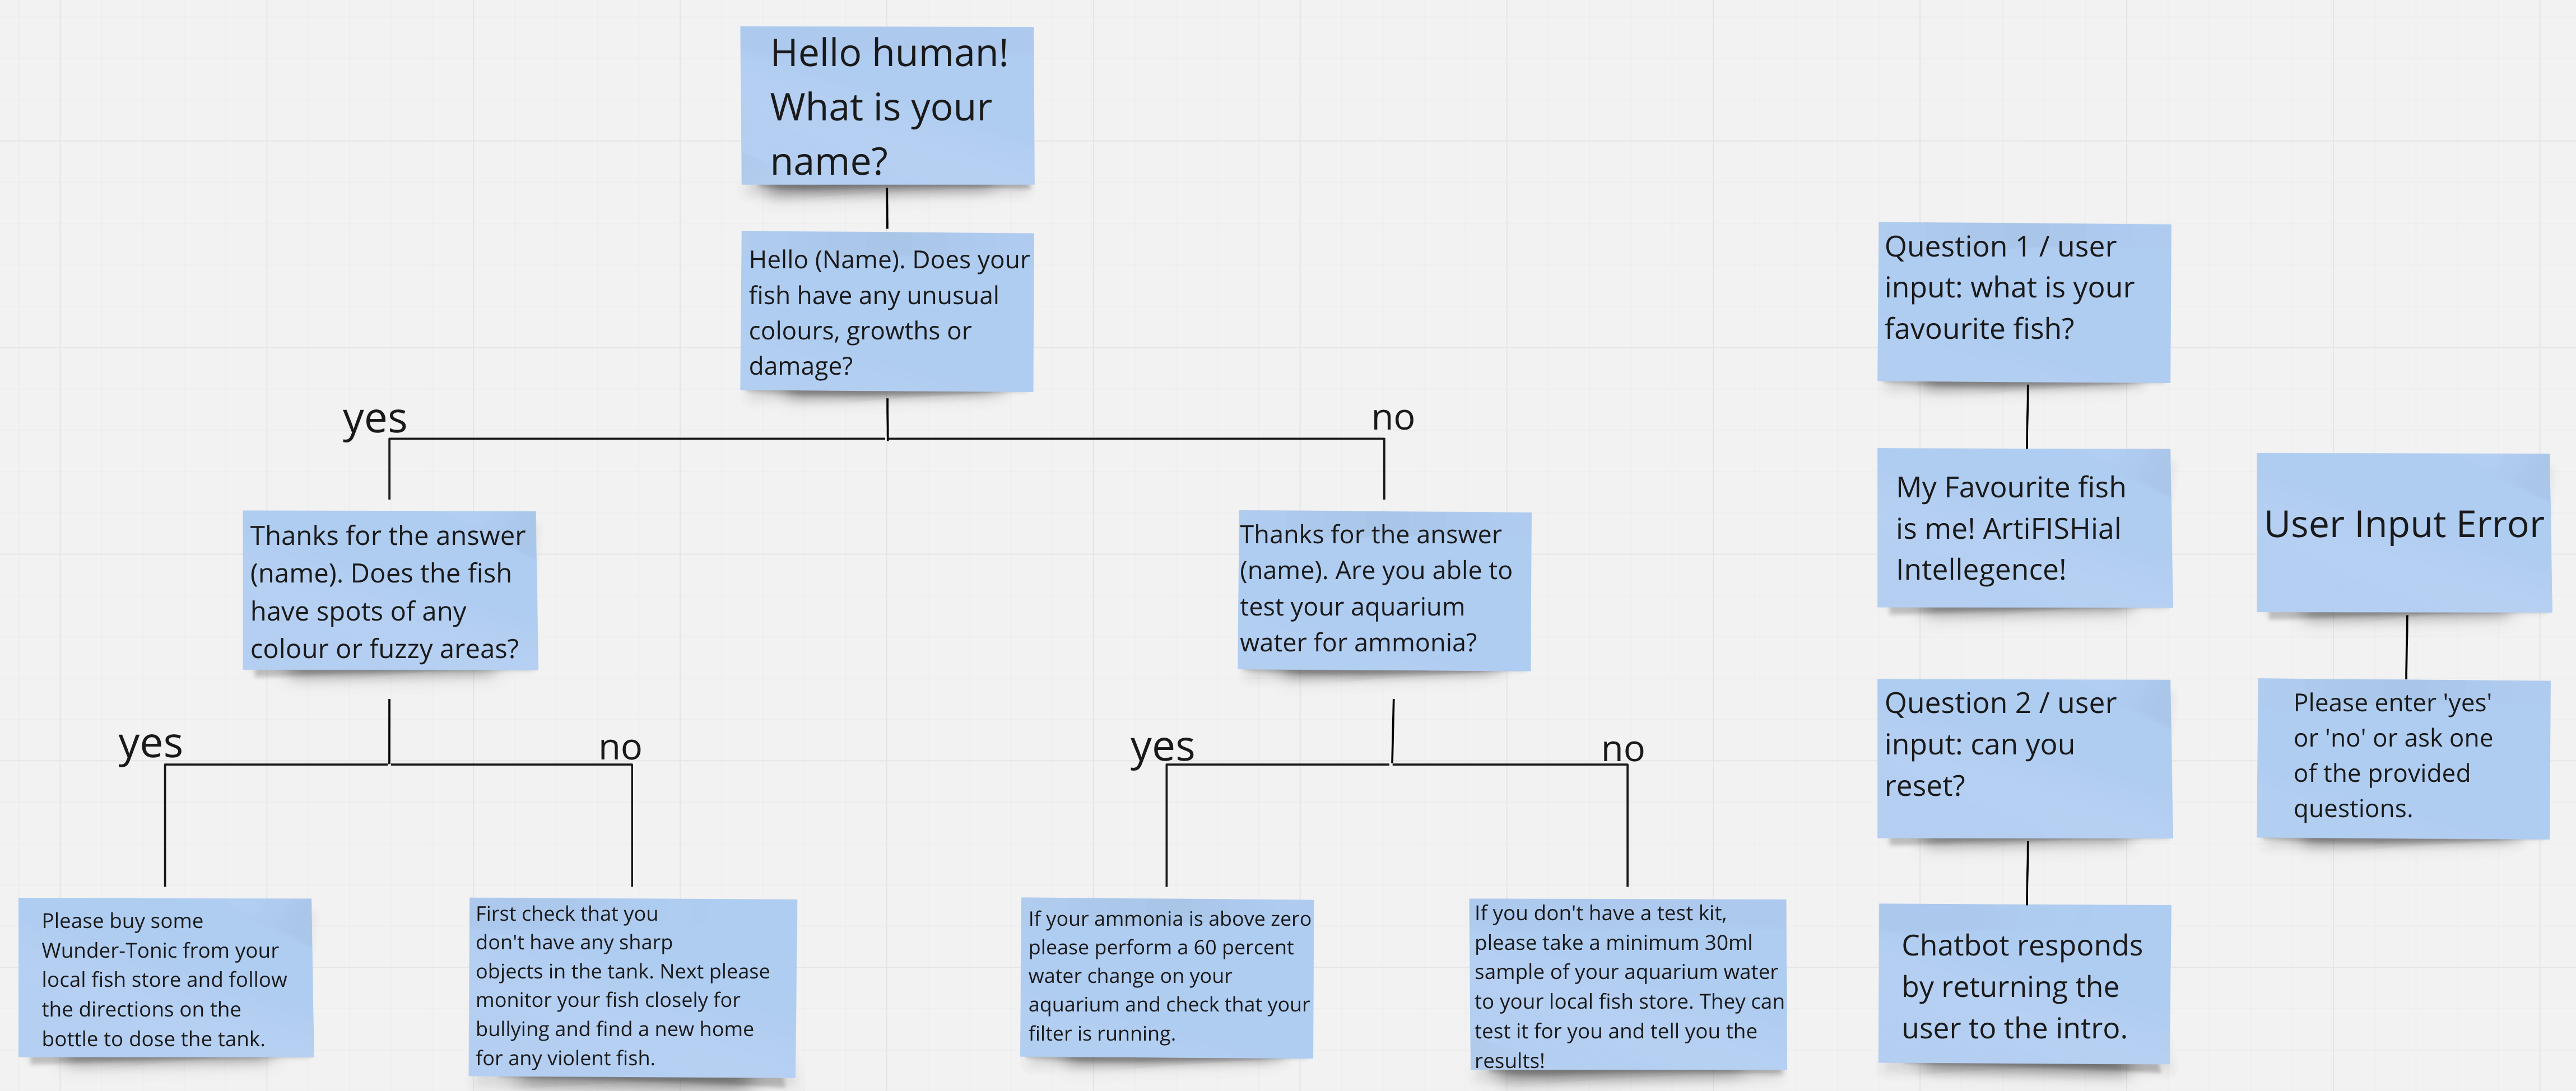 Hello human!
What is your
name?
Hello (Name). Does your
fish have any unusual
colours, growths or
damage?
yes
no
Thanks for the answer
(name). Does the fish
have spots of any
colour or fuzzy areas?
Thanks for the answer
(name). Are you able to
test your aquarium
water for ammonia?
yes
no
yes
no
Please buy some
Wunder-Tonic from your
local fish store and follow
the directions on the
bottle to dose the tank.
First check that you
don't have any sharp
objects in the tank. Next please
monitor your fish closely for
bullying and find a new home
for any violent fish.
If your ammonia is above zero
please perform a 60 percent
water change on your
aquarium and check that your
filter is running.
If you don't have a test kit,
please take a minimum 30ml
sample of your aquarium water
to your local fish store. They can
test it for you and tell you the
results!
Question 1 / user
input: what is your
favourite fish?
My Favourite fish
is me! ArtiFISHial
Intellegence!
Question 2 / user
input: can you
reset?
Chatbot responds
by returning the
user to the intro.
User Input Error
Please enter 'yes'
or 'no' or ask one
of the provided
questions.